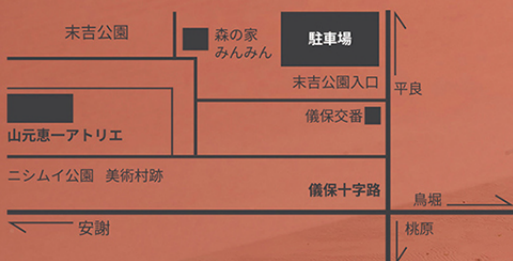 末吉公園
森の家
みんみん
駐車場
末吉公園入口
平良
儀保交番
山元恵一アトリエ
ニシムイ公園 美術村跡
儀保十字路
鳥堀
安謝
桃原